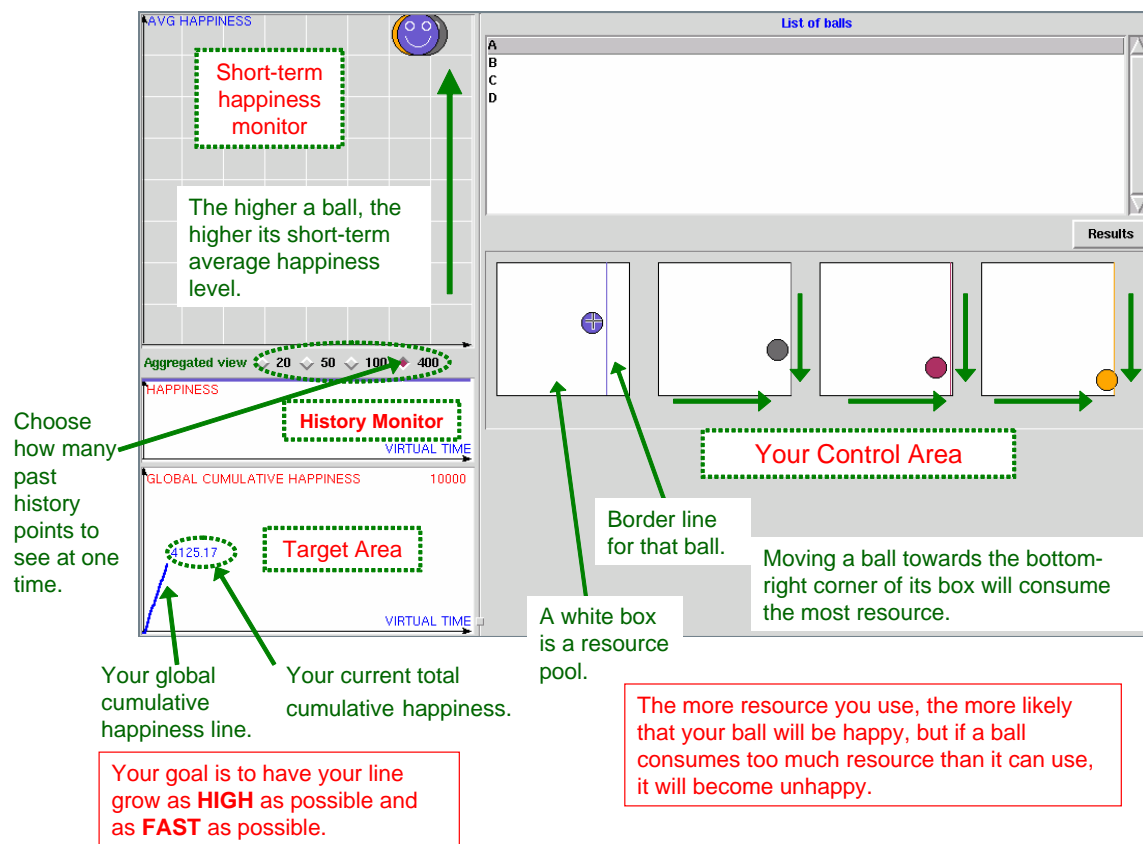 AVG HAPPINESS
Short-term
happiness
monitor
The higher a ball, the
higher its short-term
average happiness
level.
Aggregated view 20 50 100 400
HAPPINESS
History Monitor
VIRTUAL TIME
GLOBAL CUMULATIVE HAPPINESS 10000
4125.17
Target Area
VIRTUAL TIME
Choose
how many
past
history
points to
see at one
time.
Your global
cumulative
happiness line.
Your current total
cumulative happiness.
Your goal is to have your line
grow as HIGH as possible and
as FAST as possible.
List of balls
A
B
C
D
Results
Your Control Area
Border line
for that ball.
A white box
is a resource
pool.
Moving a ball towards the bottom-
right corner of its box will consume
the most resource.
The more resource you use, the more likely
that your ball will be happy, but if a ball
consumes too much resource than it can use,
it will become unhappy.